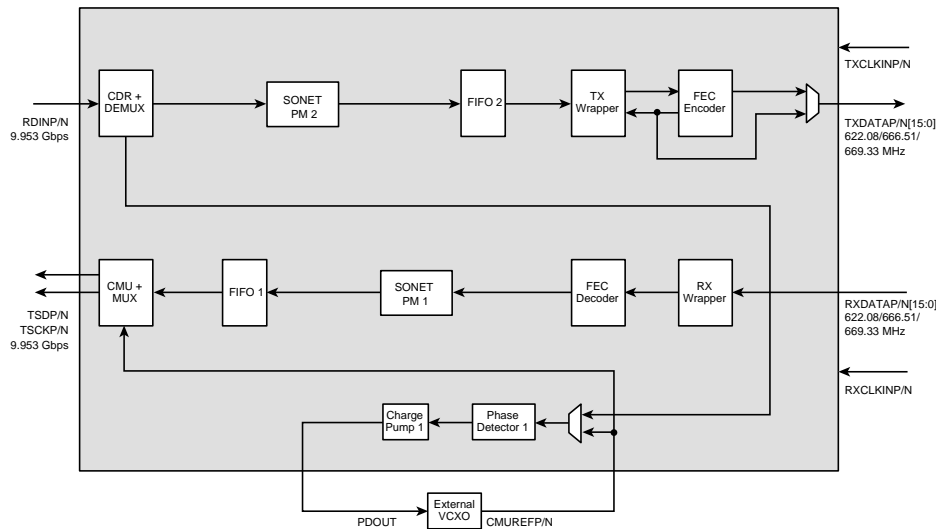 TXCLKINP/N
CDR +
DEMUX
SONET
PM 2
FIFO 2
TX
Wrapper
FEC
Encoder
RDINP/N
9.953 Gbps
TXDATAP/N[15:0]
622.08/666.51/
669.33 MHz
CMU +
MUX
FIFO 1
SONET
PM 1
FEC
Decoder
RX
Wrapper
TSDP/N
TSCKP/N
9.953 Gbps
RXDATAP/N[15:0]
622.08/666.51/
669.33 MHz
RXCLKINP/N
Charge
Pump 1
Phase
Detector 1
PDOUT
External
VCXO
CMUREFP/N